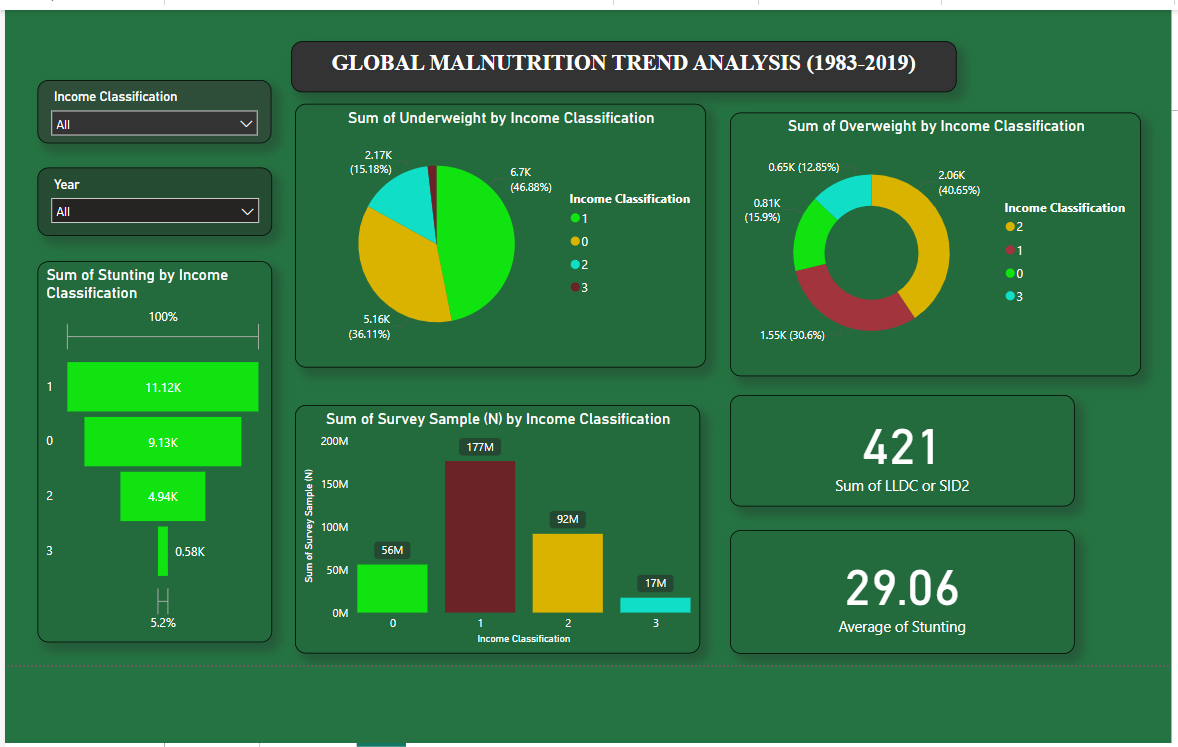 GLOBAL MALNUTRITION TREND ANALYSIS (1983-2019)
Income Classification
All
Year
All
Sum of Stunting by Income
Classification
100%
1
11.12K
0
9.13K
2
4.94K
3
0.58K
5.2%
Sum of Underweight by Income Classification
2.17K
(15.18%)
6.7K
(46.88%)
5.16K
(36.11%)
Income Classification
1
0
2
3
Sum of Overweight by Income Classification
0.65K (12.85%)
2.06K
(40.65%)
0.81K
(15.9%)
1.55K (30.6%)
Income Classification
2
1
0
3
Sum of Survey Sample (N) by Income Classification
Sum of Survey Sample (N)
200M
150M
100M
50M
0M
56M
177M
92M
17M
0
1
2
3
Income Classification
421
Sum of LLDC or SID2
29.06
Average of Stunting